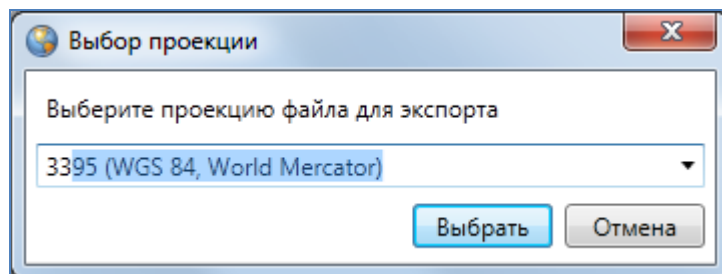 Выбор проекции
Выберите проекцию файла для экспорта
3395 (WGS 84, World Mercator)
Выбрать Отмена